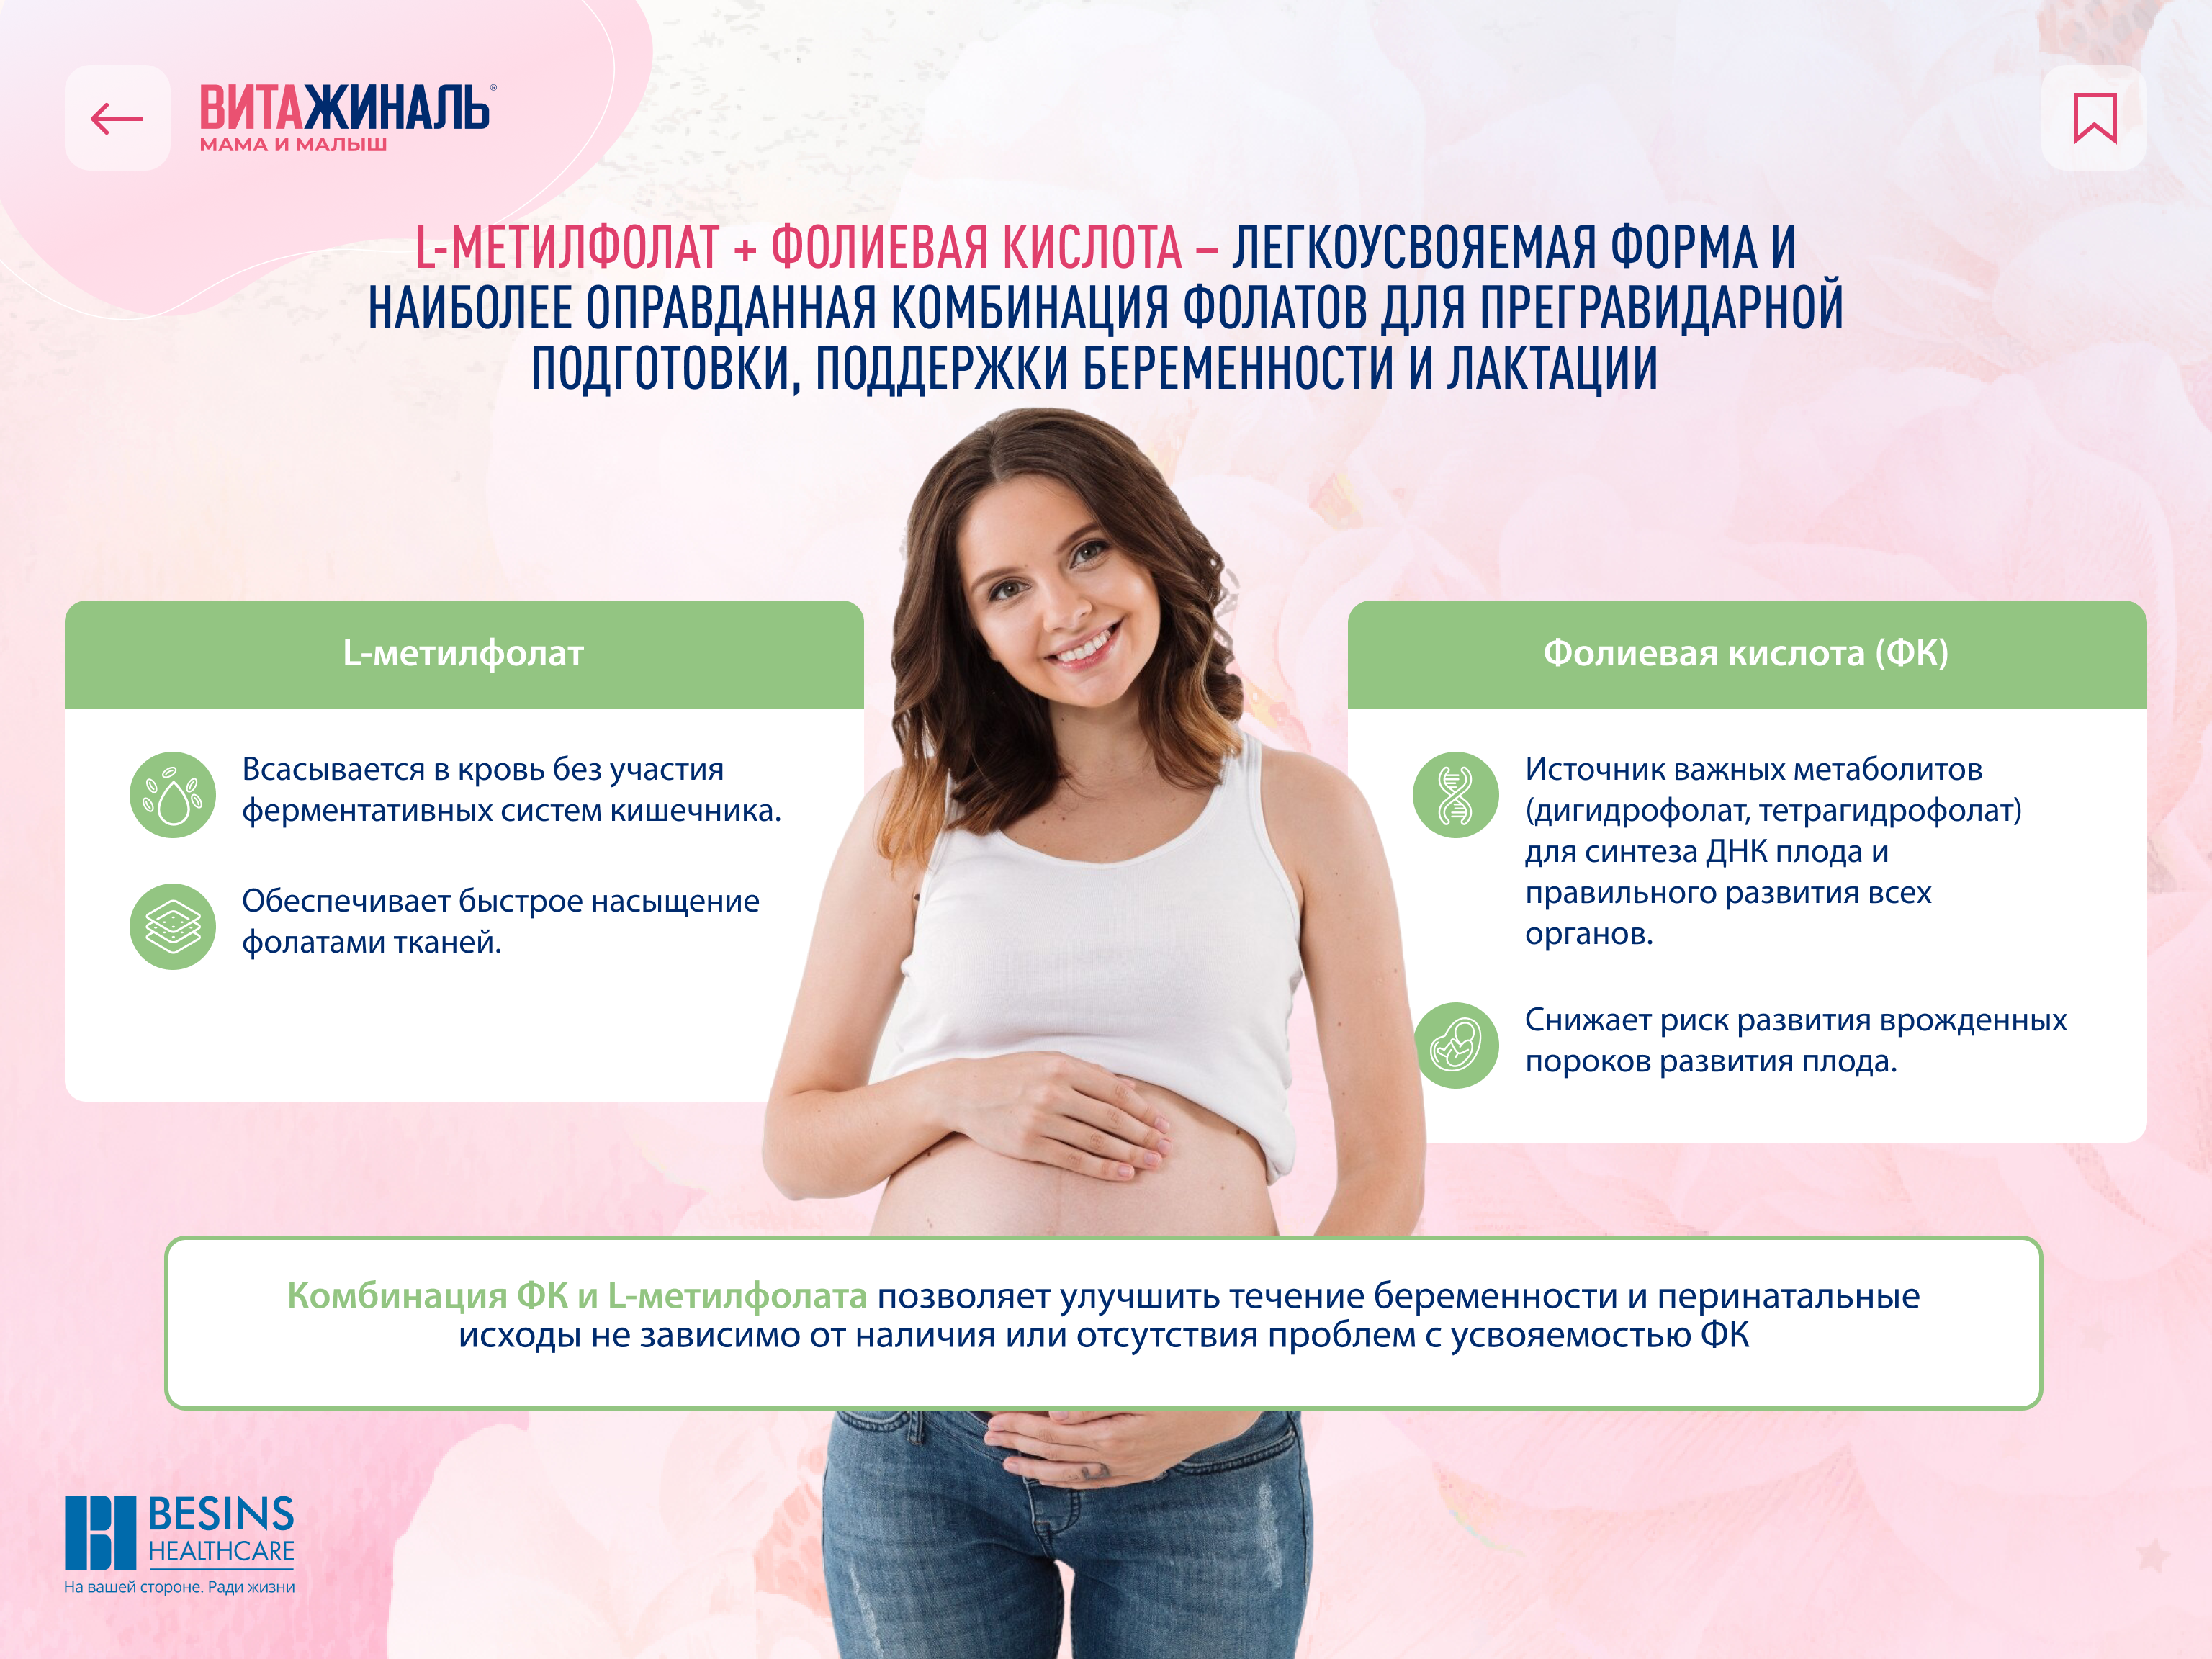 ВИТАЖИНАЛЬ®
МАМА И МАЛЫШ
L-МЕТИЛФОЛАТ + ФОЛИЕВАЯ КИСЛОТА – ЛЕГКОУСВОЯЕМАЯ ФОРМА И
НАИБОЛЕЕ ОПРАВДАННАЯ КОМБИНАЦИЯ ФОЛАТОВ ДЛЯ ПРЕГРАВИДАРНОЙ
ПОДГОТОВКИ, ПОДДЕРЖКИ БЕРЕМЕННОСТИ И ЛАКТАЦИИ
L-метилфолат
Всасывается в кровь без участия
ферментативных систем кишечника.
Обеспечивает быстрое насыщение
фолатами тканей.
Фолиевая кислота (ФК)
Источник важных метаболитов
(дигидрофолат, тетрагидрофолат)
для синтеза ДНК плода и
правильного развития всех
органов.
Снижает риск развития врожденных
пороков развития плода.
Комбинация ФК и L-метилфолата позволяет улучшить течение беременности и перинатальные
исходы не зависимо от наличия или отсутствия проблем с усвояемостью ФК
BESINS
HEALTHCARE
На вашей стороне. Ради жизни